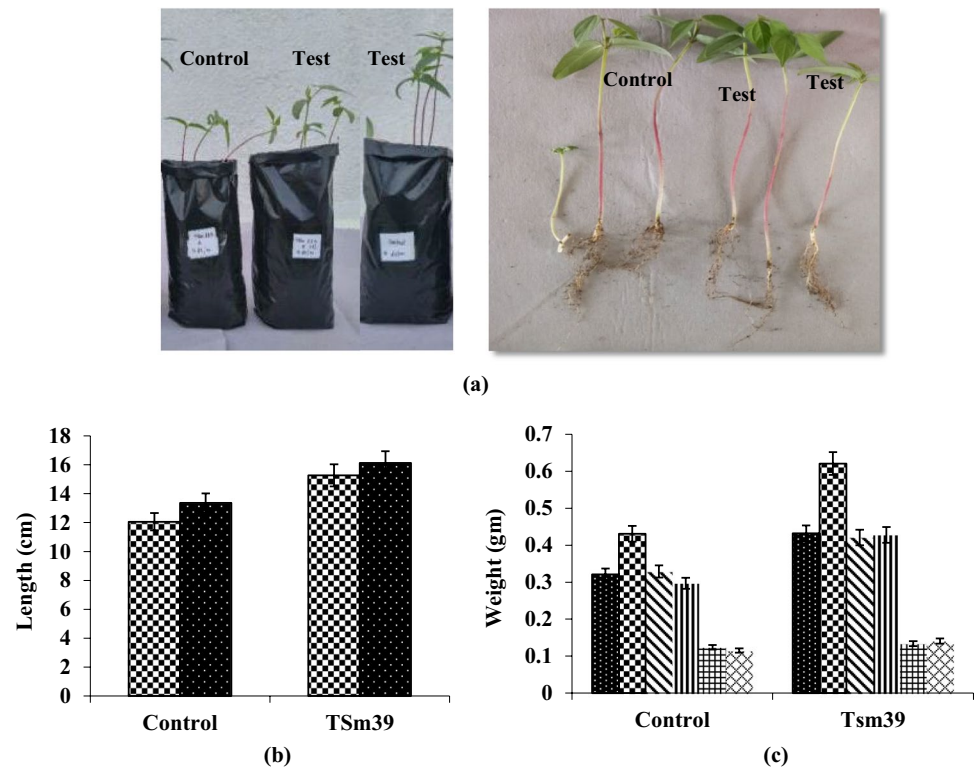 Control Test Test
Control
Test
Test
(a)
Length (cm)
18
16
14
12
10
8
6
4
2
0
Control TSm39
(b)
Weight (gm)
0.7
0.6
0.5
0.4
0.3
0.2
0.1
0
Control Tsm39
(c)